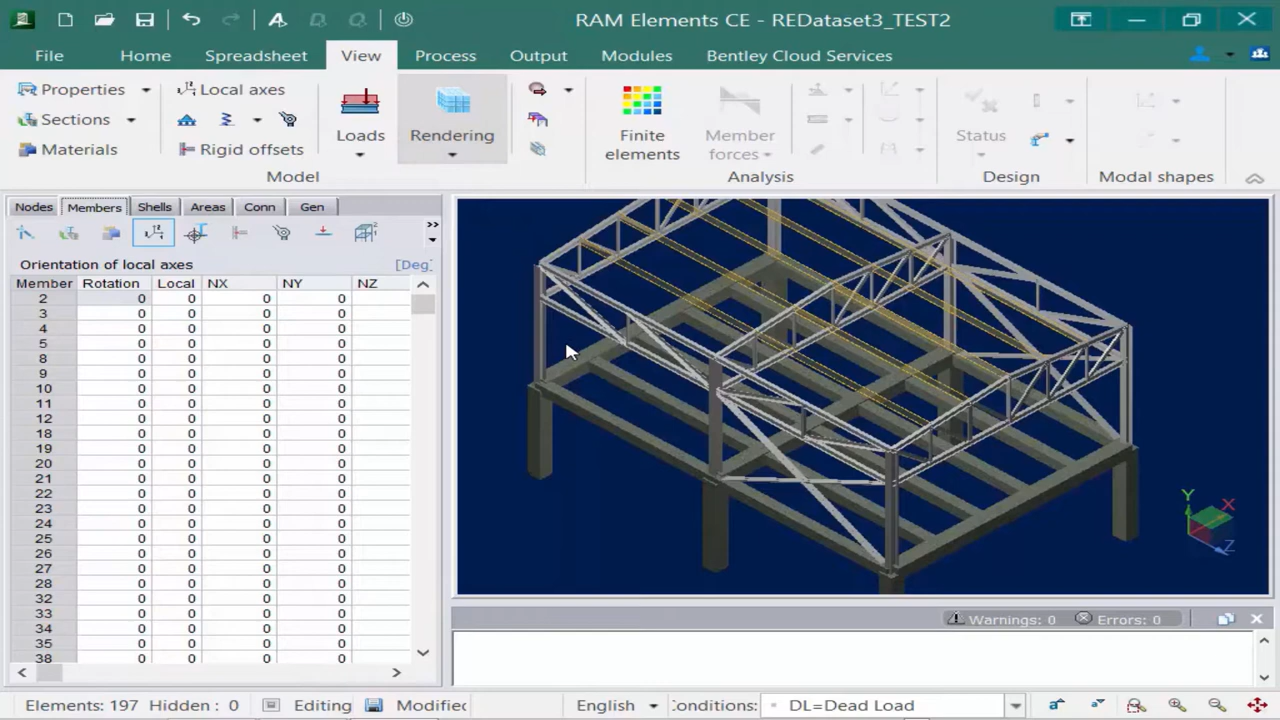 RAM Elements CE - REDataset3_TEST2
File Home Spreadsheet View Process Output Modules Bentley Cloud Services
Properties Local axes
Sections
Materials Rigid offsets
Loads Rendering
Finite elements
Member forces
Status
Model Analysis Design Modal shapes
Nodes Members Shells Areas Conn Gen
Orientation of local axes [Deg]
Member Rotation Local NX NY NZ
2 0 0 0 0
3 0 0 0 0
4 0 0 0 0
5 0 0 0 0
8 0 0 0 0
9 0 0 0 0
10 0 0 0 0
11 0 0 0 0
12 0 0 0 0
18 0 0 0 0
19 0 0 0 0
20 0 0 0 0
21 0 0 0 0
22 0 0 0 0
23 0 0 0 0
24 0 0 0 0
25 0 0 0 0
26 0 0 0 0
27 0 0 0 0
28 0 0 0 0
32 0 0 0 0
33 0 0 0 0
34 0 0 0 0
35 0 0 0 0
38 0 0 0 0
Y X Z
Warnings: 0 Errors: 0
Elements: 197 Hidden : 0 Editing Modified English Conditions: DL=Dead Load